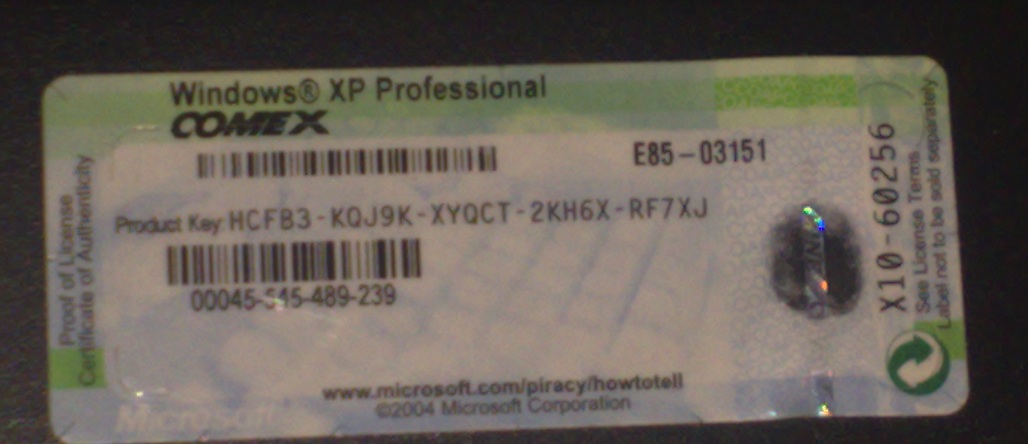 Windows® XP Professional
COMEX
E85-03151
Product Key: HCFB3-KQJ9K-XYQCT-2KH6X-RF7XJ
00045-545-489-239
www.microsoft.com/piracy/howtotell
©2004 Microsoft Corporation
Microsoft
Proof of License
Certificate of Authenticity
X10-60256
See License Terms
Label not to be sold separately